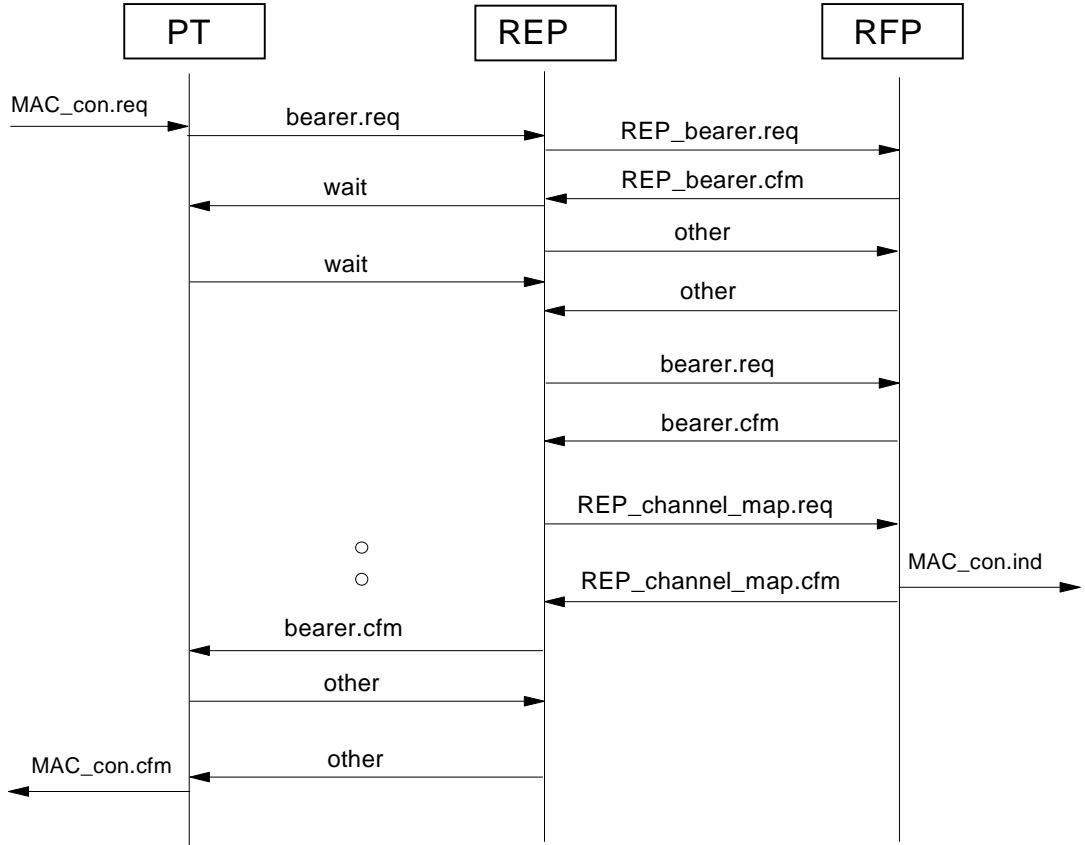 PT
REP
RFP
MAC_con.req
bearer.req
REP_bearer.req
REP_bearer.cfm
wait
other
wait
other
bearer.req
bearer.cfm
REP_channel_map.req
MAC_con.ind
REP_channel_map.cfm
bearer.cfm
other
other
MAC_con.cfm